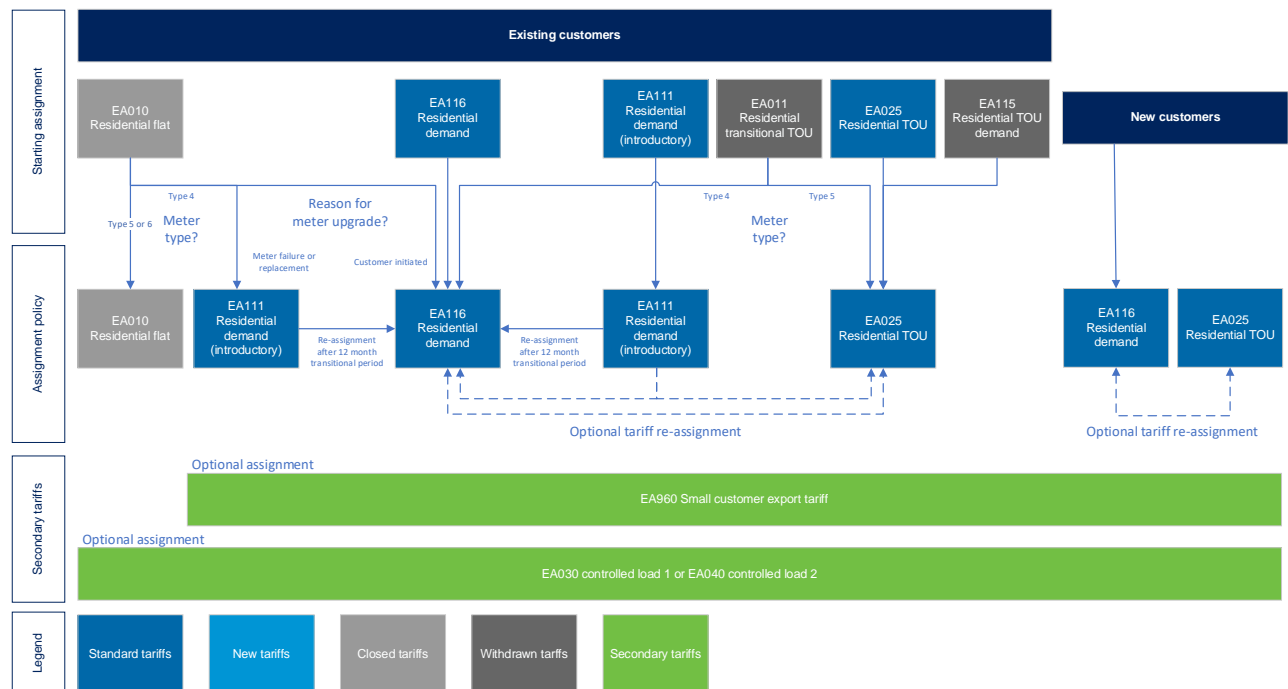 Starting assignment
Existing customers
EA010
Residential flat
EA116
Residential
demand
EA111
Residential
demand
(introductory)
EA011
Residential
transitional TOU
EA025
Residential TOU
EA115
Residential TOU
demand
New customers
Type 4
Type 5 or 6
Meter
type?
Reason for
meter upgrade?
Type 4
Type 5
Meter
type?
Meter failure or
replacement
Customer initiated
Assignment policy
EA010
Residential flat
EA111
Residential
demand
(introductory)
Re-assignment
after 12 month
transitional period
EA116
Residential
demand
Re-assignment
after 12 month
transitional period
EA111
Residential
demand
(introductory)
EA025
Residential TOU
EA116
Residential
demand
EA025
Residential TOU
Optional tariff re-assignment
Optional tariff re-assignment
Secondary tariffs
Optional assignment
EA960 Small customer export tariff
Optional assignment
EA030 controlled load 1 or EA040 controlled load 2
Legend
Standard tariffs
New tariffs
Closed tariffs
Withdrawn tarffs
Secondary tariffs